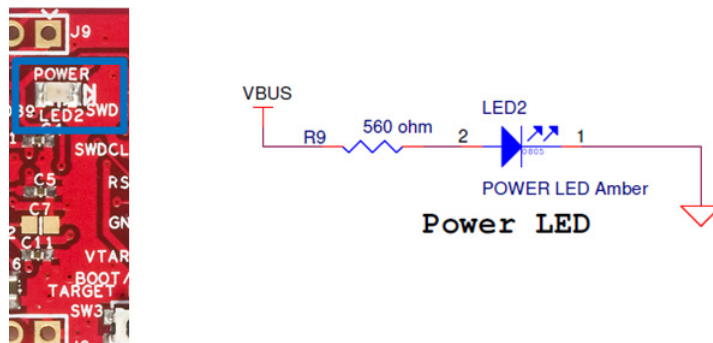 J9
POWER
LED2
SWD
SWDCL
C5
RS
C7
GN
C11
VTAR
BOOT/
TARGET
SW3
VBUS
R9
560 ohm
2
LED2
1
0805
POWER LED Amber
Power LED